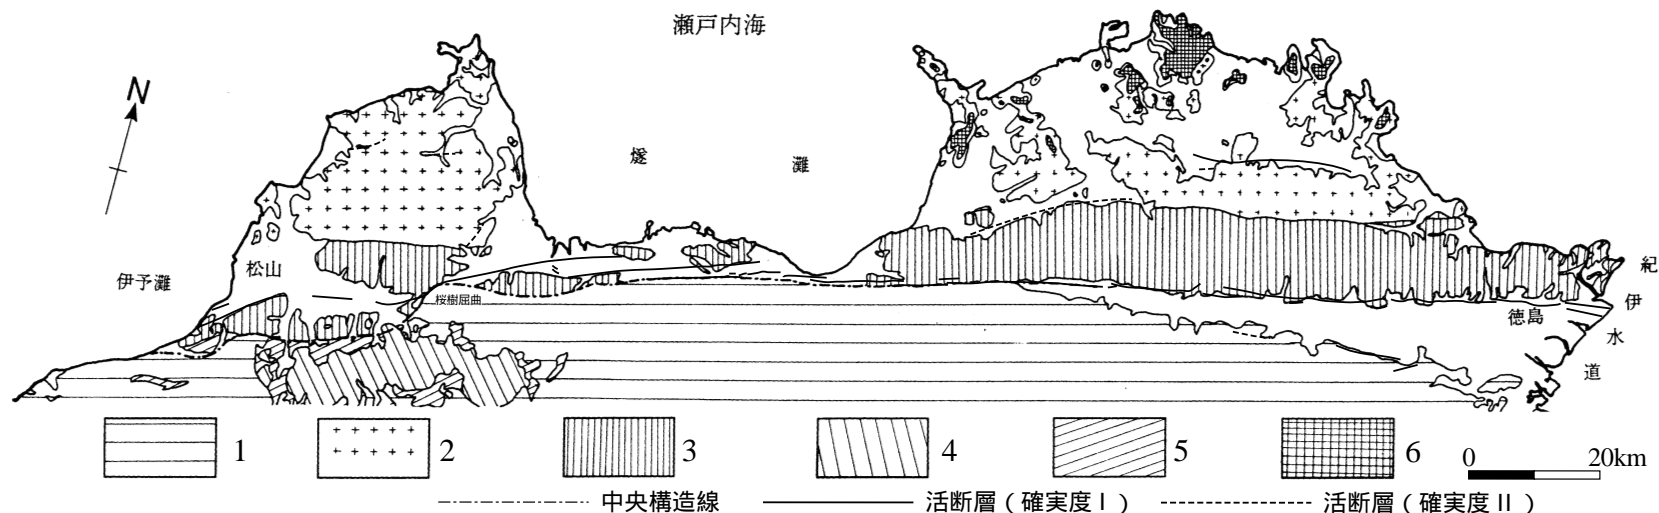 瀬戸内海
N
燧灘
伊予灘
松山
桜樹屈曲
徳島
紀伊水道
1
2
3
4
5
6
0 20km
中央構造線
活断層(確実度Ⅰ)
活断層(確実度Ⅱ)